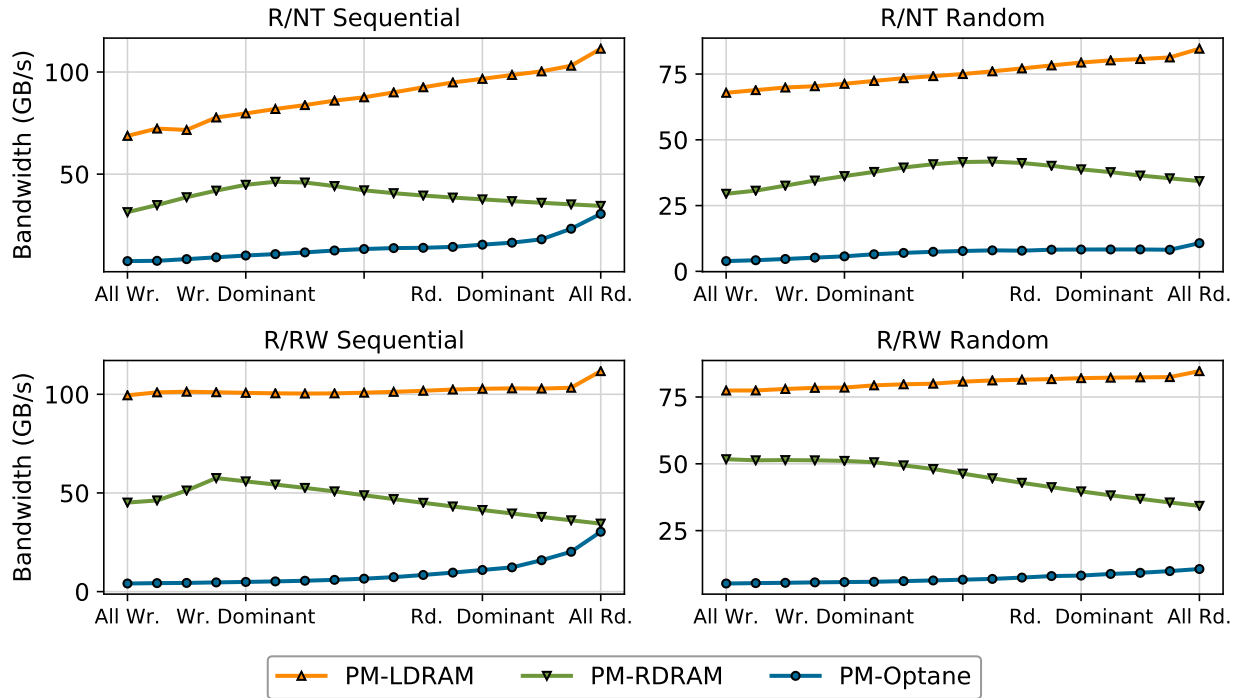 R/NT Sequential
R/NT Random
Bandwidth (GB/s)
100
50
75
50
25
0
All Wr. Wr. Dominant Rd. Dominant All Rd.
All Wr. Wr. Dominant Rd. Dominant All Rd.
R/RW Sequential
R/RW Random
Bandwidth (GB/s)
100
50
0
75
50
25
All Wr. Wr. Dominant Rd. Dominant All Rd.
All Wr. Wr. Dominant Rd. Dominant All Rd.
PM-LDRAM PM-RDRAM PM-Optane